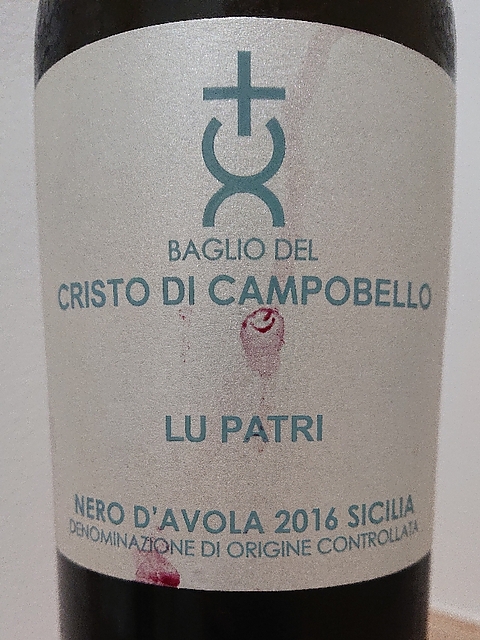 BAGLIO DEL
CRISTO DI CAMPOBELLO
LU PATRI
NERO D'AVOLA 2016 SICILIA
DENOMINAZIONE DI ORIGINE CONTROLLATA